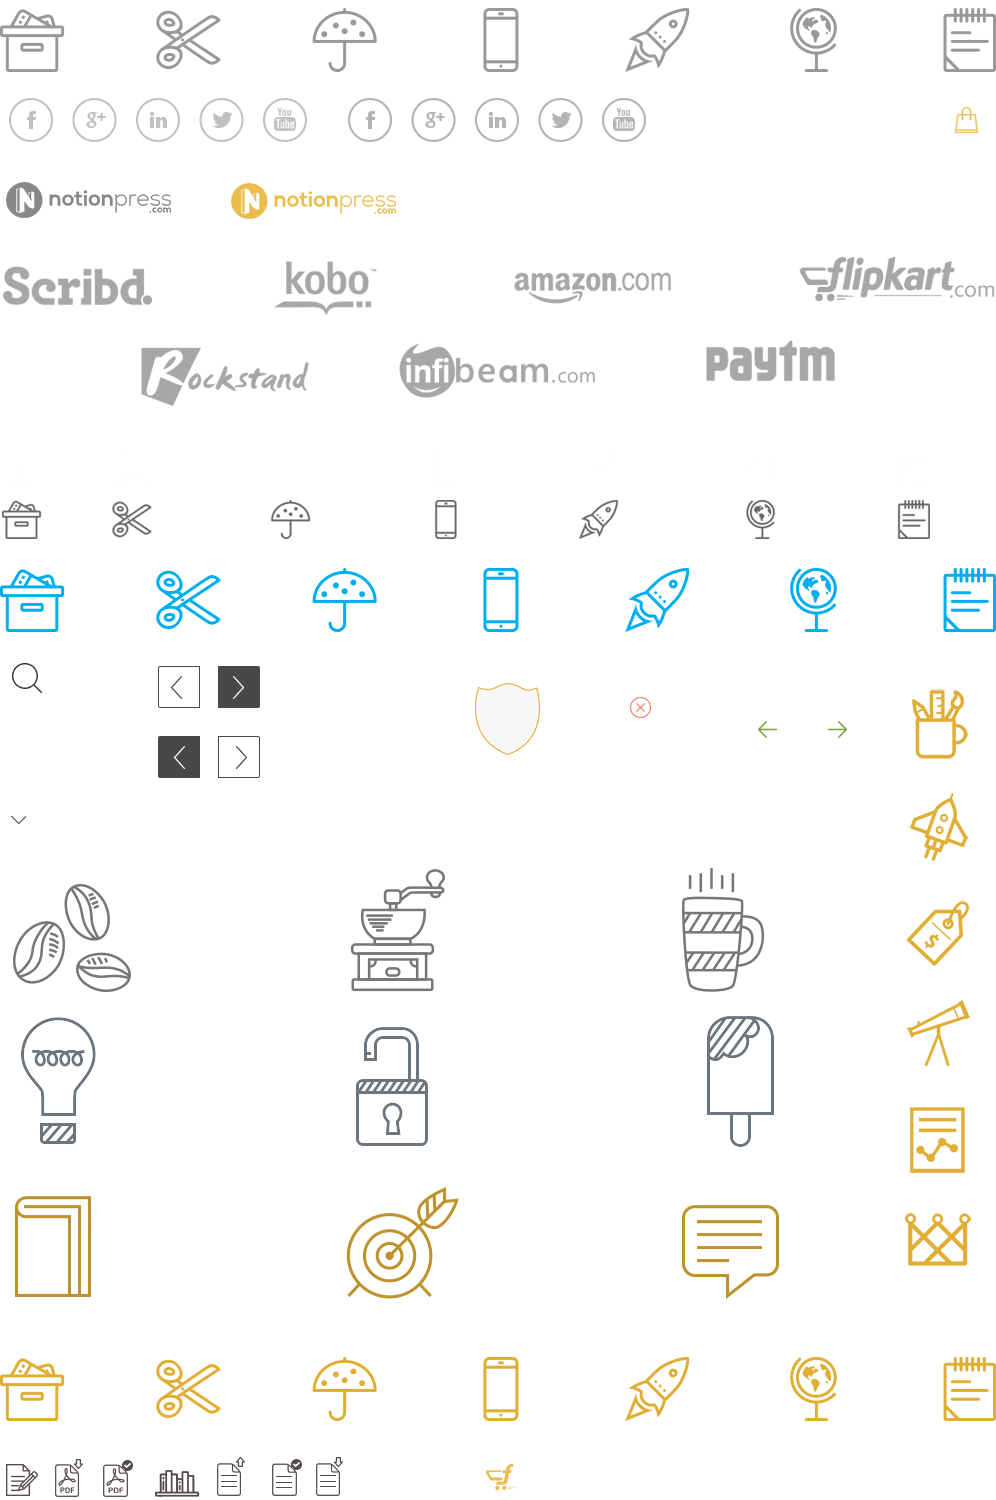 f g+ in You Tube f g+ in You Tube
N notionpress .com N notionpress .com
Scribd. kobo™ amazon.com flipkart.com
Rockstand infibeam.com paytm
$
PDF PDF
f